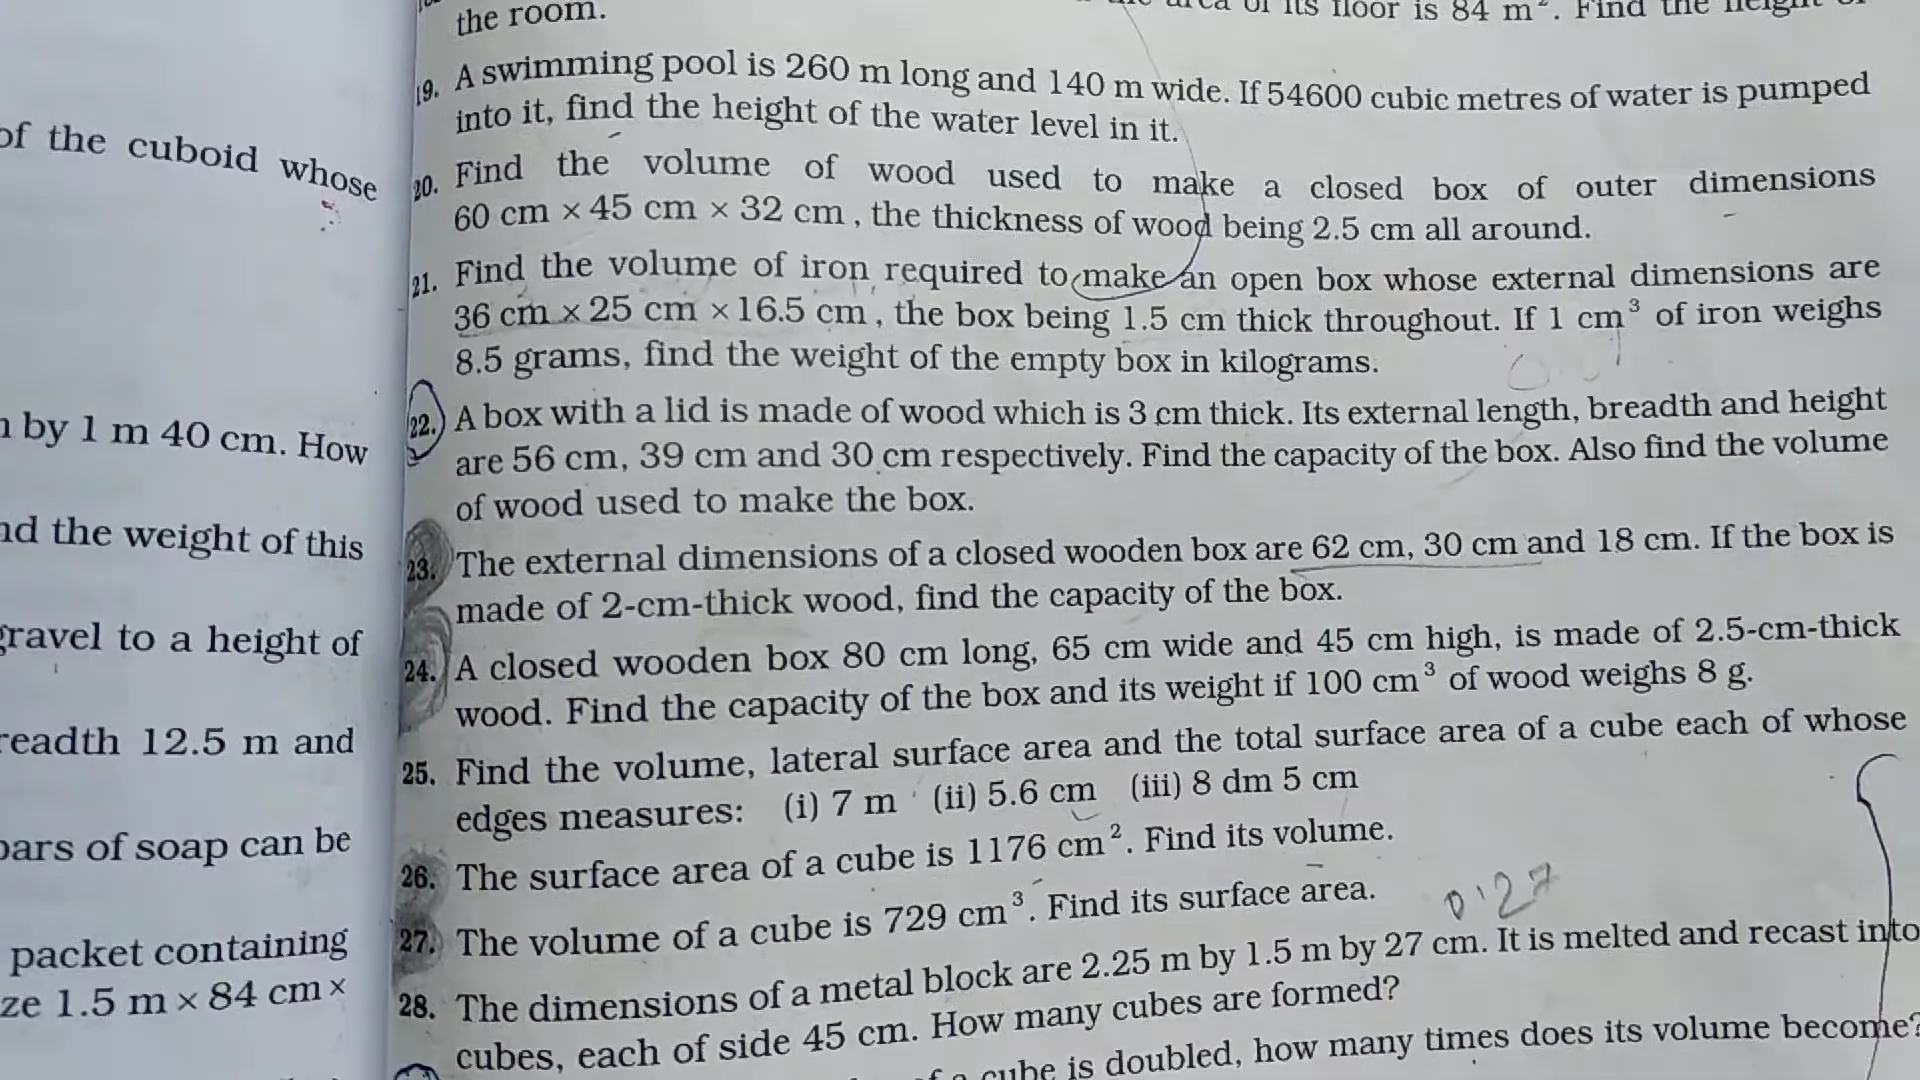 of the cuboid whose
by 1 m 40 cm. How
the weight of this
gravel to a height of
readth 12.5 m and
bars of soap can be
packet containing
ze 1.5 m × 84 cm ×
the room.
area of its floor is 84 m². Find the height of
19. A swimming pool is 260 m long and 140 m wide. If 54600 cubic metres of water is pumped
into it, find the height of the water level in it.
20. Find the volume of wood used to make a closed box of outer dimensions
60 cm × 45 cm × 32 cm, the thickness of wood being 2.5 cm all around.
21. Find the volume of iron required to make an open box whose external dimensions are
36 cm × 25 cm × 16.5 cm, the box being 1.5 cm thick throughout. If 1 cm³ of iron weighs
8.5 grams, find the weight of the empty box in kilograms.
22. A box with a lid is made of wood which is 3 cm thick. Its external length, breadth and height
are 56 cm, 39 cm and 30 cm respectively. Find the capacity of the box. Also find the volume
of wood used to make the box.
23. The external dimensions of a closed wooden box are 62 cm, 30 cm and 18 cm. If the box is
made of 2-cm-thick wood, find the capacity of the box.
24. A closed wooden box 80 cm long, 65 cm wide and 45 cm high, is made of 2.5-cm-thick
wood. Find the capacity of the box and its weight if 100 cm³ of wood weighs 8 g.
25. Find the volume, lateral surface area and the total surface area of a cube each of whose
edges measures: (i) 7 m (ii) 5.6 cm (iii) 8 dm 5 cm
26. The surface area of a cube is 1176 cm². Find its volume.
27. The volume of a cube is 729 cm³. Find its surface area.
0.27
28. The dimensions of a metal block are 2.25 m by 1.5 m by 27 cm. It is melted and recast into
cubes, each of side 45 cm. How many cubes are formed?
cube is doubled, how many times does its volume become?